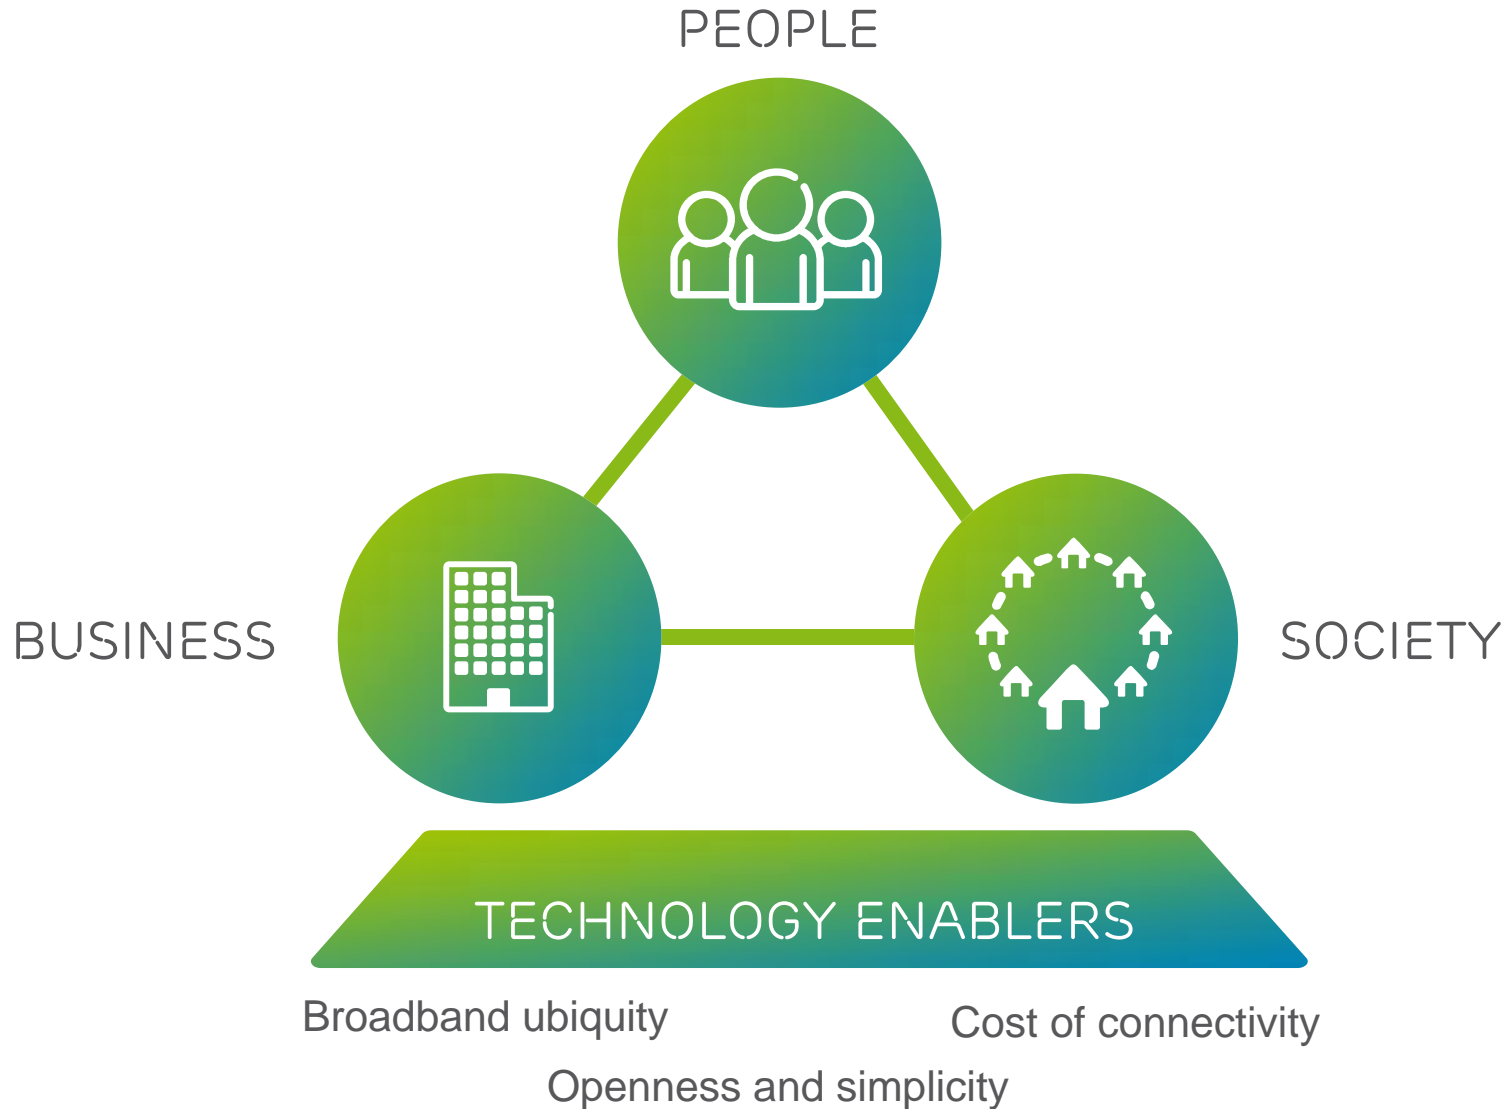 PEOPLE
BUSINESS
SOCIETY
TECHNOLOGY ENABLERS
Broadband ubiquity
Cost of connectivity
Openness and simplicity